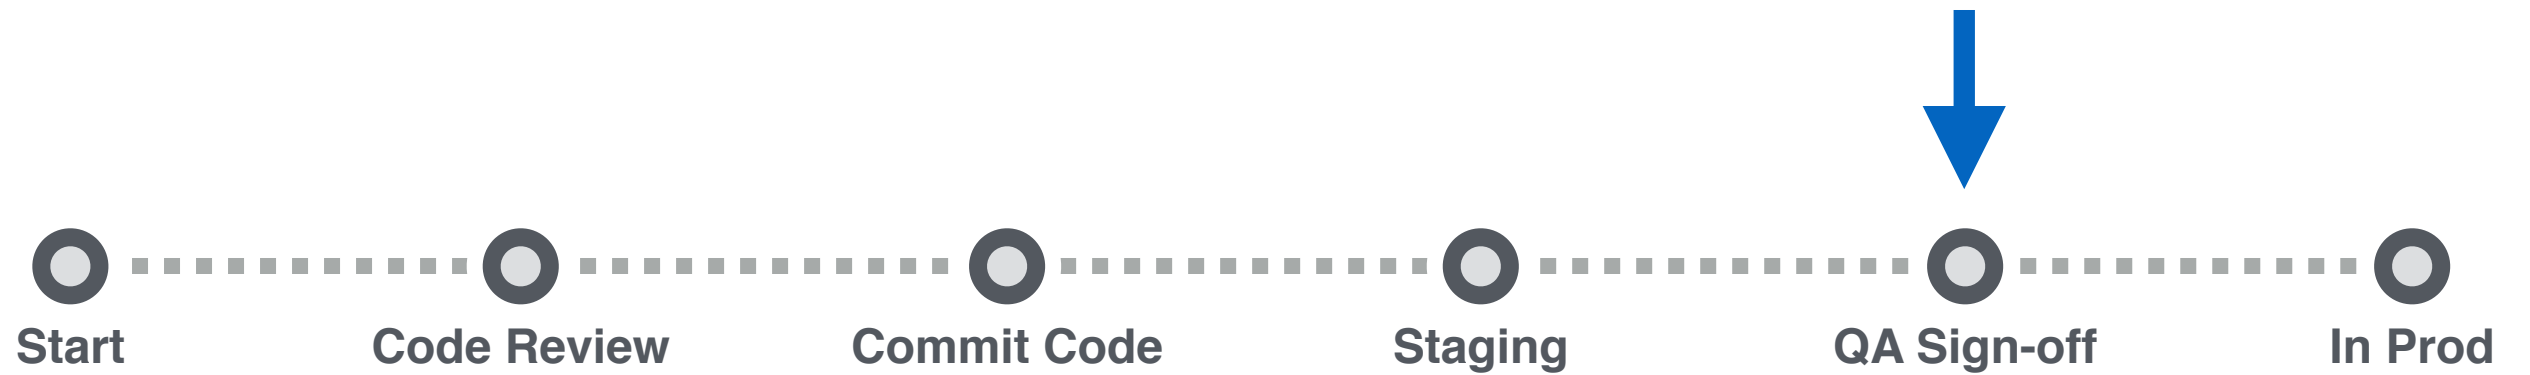 Start
Code Review
Commit Code
Staging
QA Sign-off
In Prod